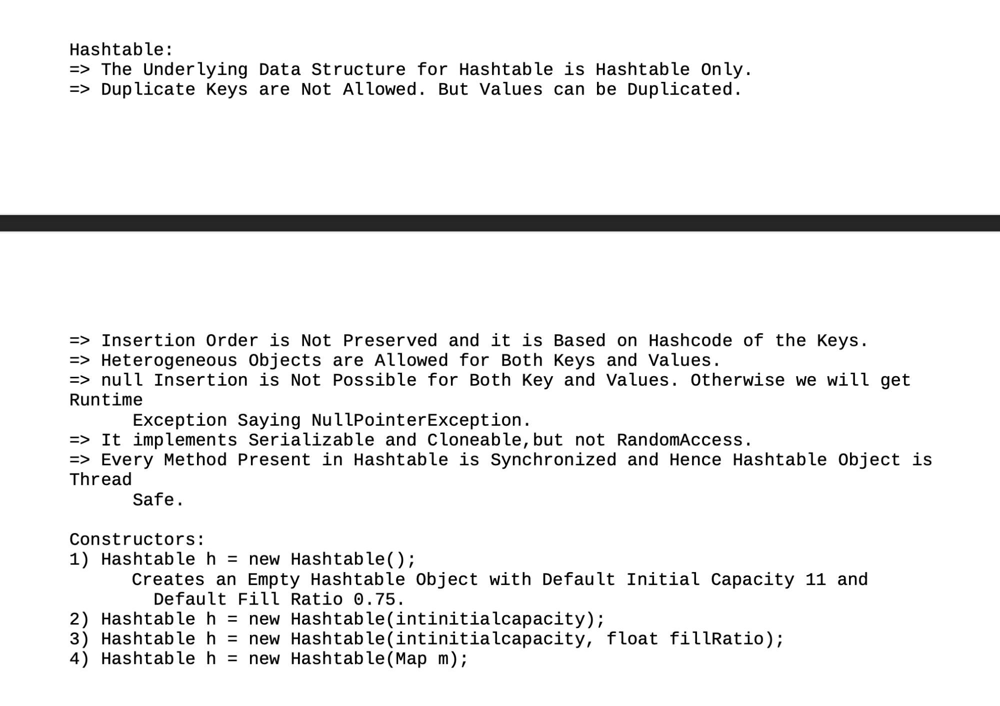 Hashtable:
=> The Underlying Data Structure for Hashtable is Hashtable Only.
=> Duplicate Keys are Not Allowed. But Values can be Duplicated.
=> Insertion Order is Not Preserved and it is Based on Hashcode of the Keys.
=> Heterogeneous Objects are Allowed for Both Keys and Values.
=> null Insertion is Not Possible for Both Key and Values. Otherwise we will get
Runtime
Exception Saying NullPointerException.
=> It implements Serializable and Cloneable,but not RandomAccess.
=> Every Method Present in Hashtable is Synchronized and Hence Hashtable Object is
Thread
Safe.
Constructors:
1) Hashtable h = new Hashtable();
Creates an Empty Hashtable Object with Default Initial Capacity 11 and
Default Fill Ratio 0.75.
2) Hashtable h = new Hashtable(intinitialcapacity);
3) Hashtable h = new Hashtable(intinitialcapacity, float fillRatio);
4) Hashtable h = new Hashtable(Map m);